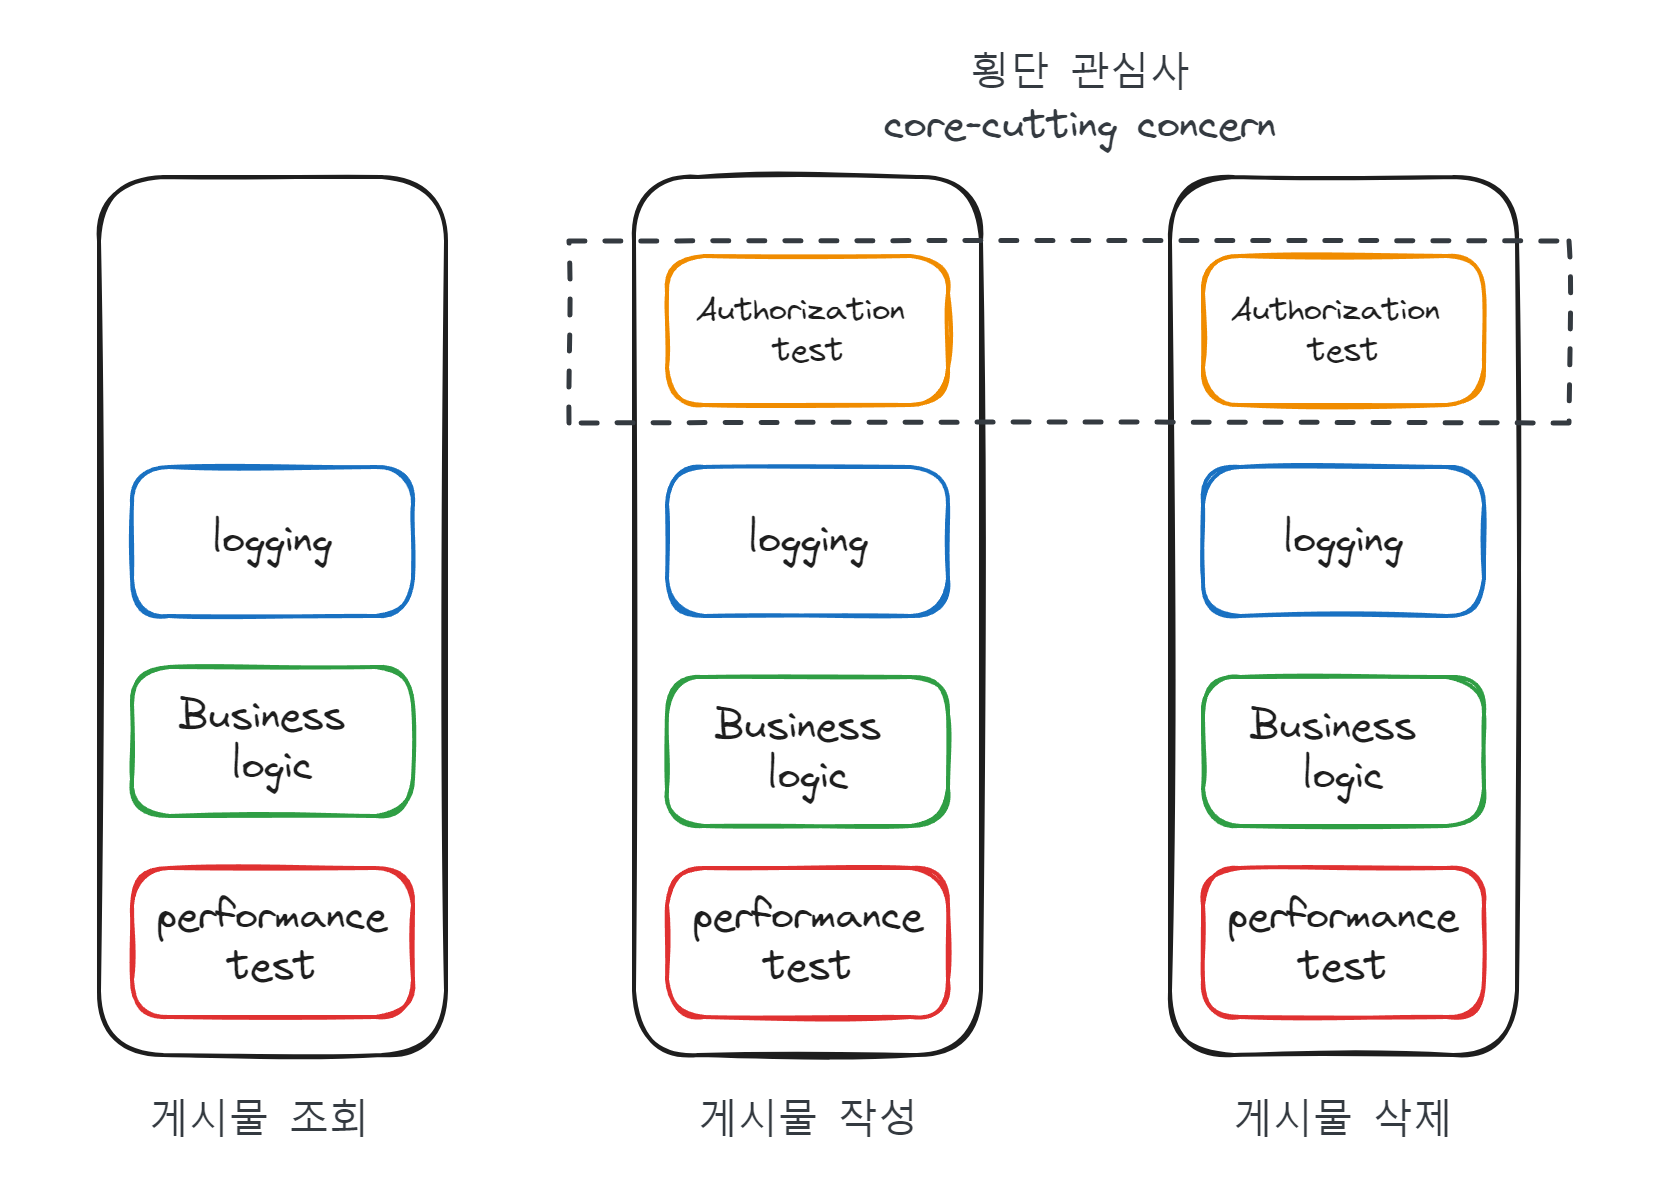 횡단 관심사
core-cutting concern
Authorization
test
Authorization
test
logging
logging
logging
Business
logic
Business
logic
Business
logic
performance
test
performance
test
performance
test
게시물 조회
게시물 작성
게시물 삭제